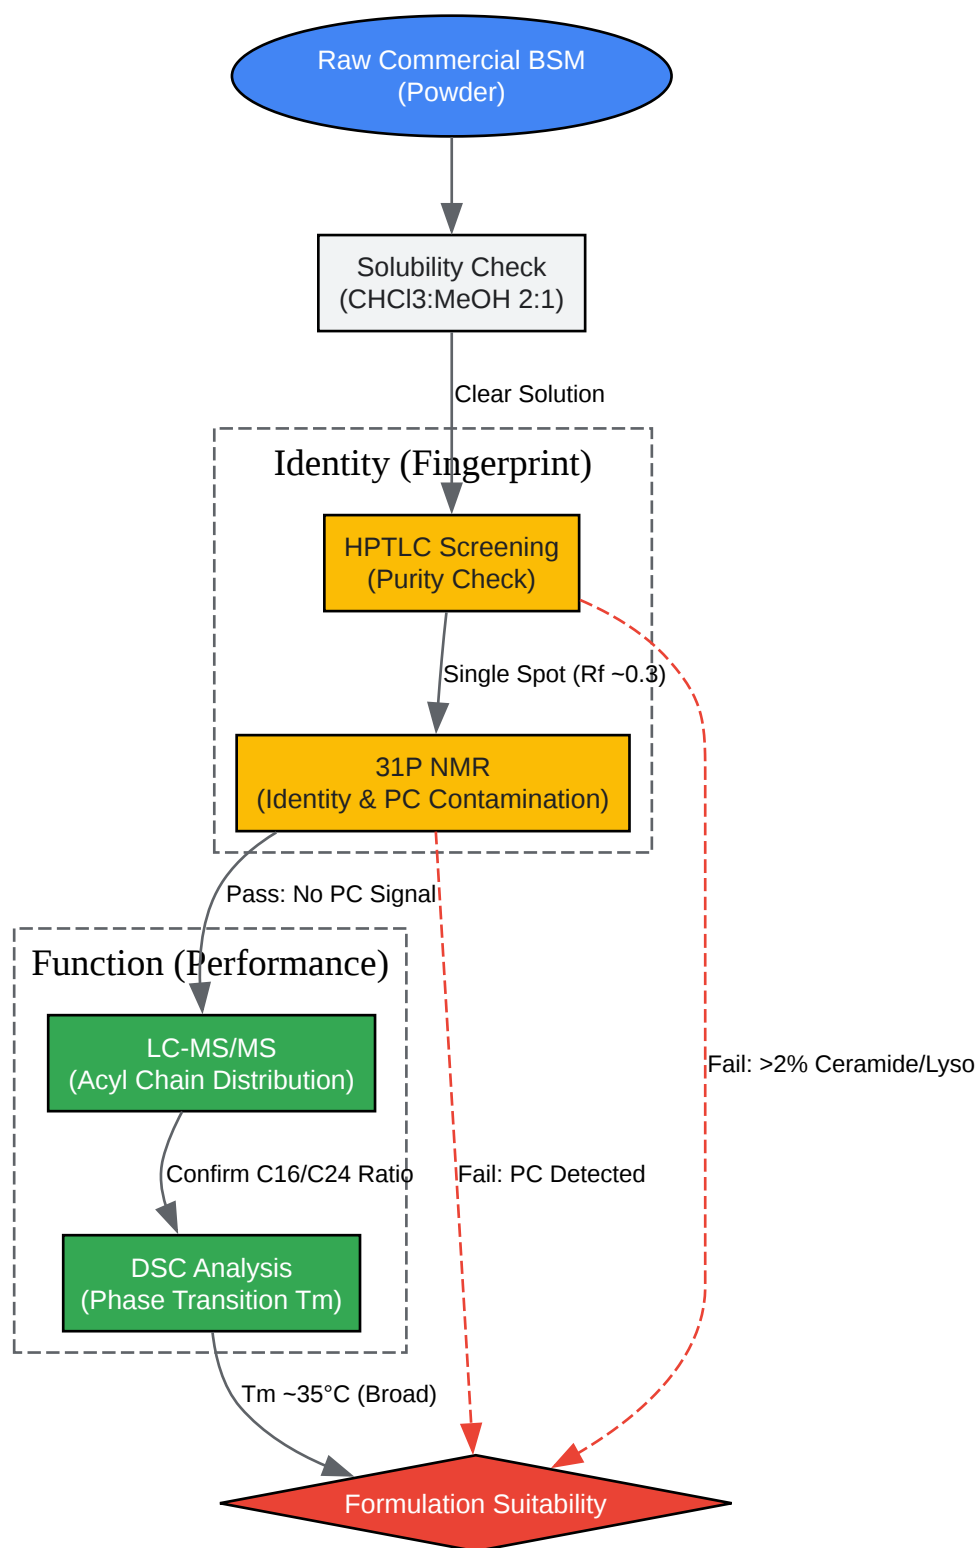 Raw Commercial BSM
(Powder)
Solubility Check
(CHCl3:MeOH 2:1)
Clear Solution
Identity (Fingerprint)
HPTLC Screening
(Purity Check)
Single Spot (Rf ~0.3)
31P NMR
(Identity & PC Contamination)
Pass: No PC Signal
Function (Performance)
LC-MS/MS
(Acyl Chain Distribution)
Fail: >2% Ceramide/Lyso
Confirm C16/C24 Ratio
Fail: PC Detected
DSC Analysis
(Phase Transition Tm)
Tm ~35°C (Broad)
Formulation Suitability